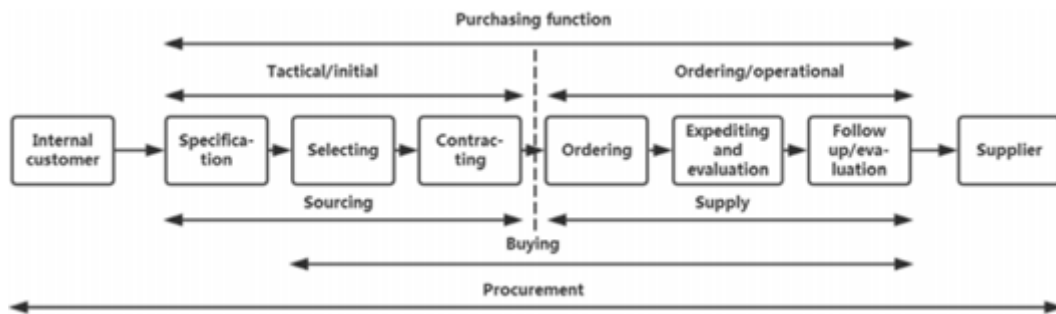 Purchasing function
Tactical/initial
Ordering/operational
Internal
customer
Specifica-
tion
Selecting
Contrac-
ting
Ordering
Expediting
and
evaluation
Follow
up/eva-
luation
Supplier
Sourcing
Supply
Buying
Procurement